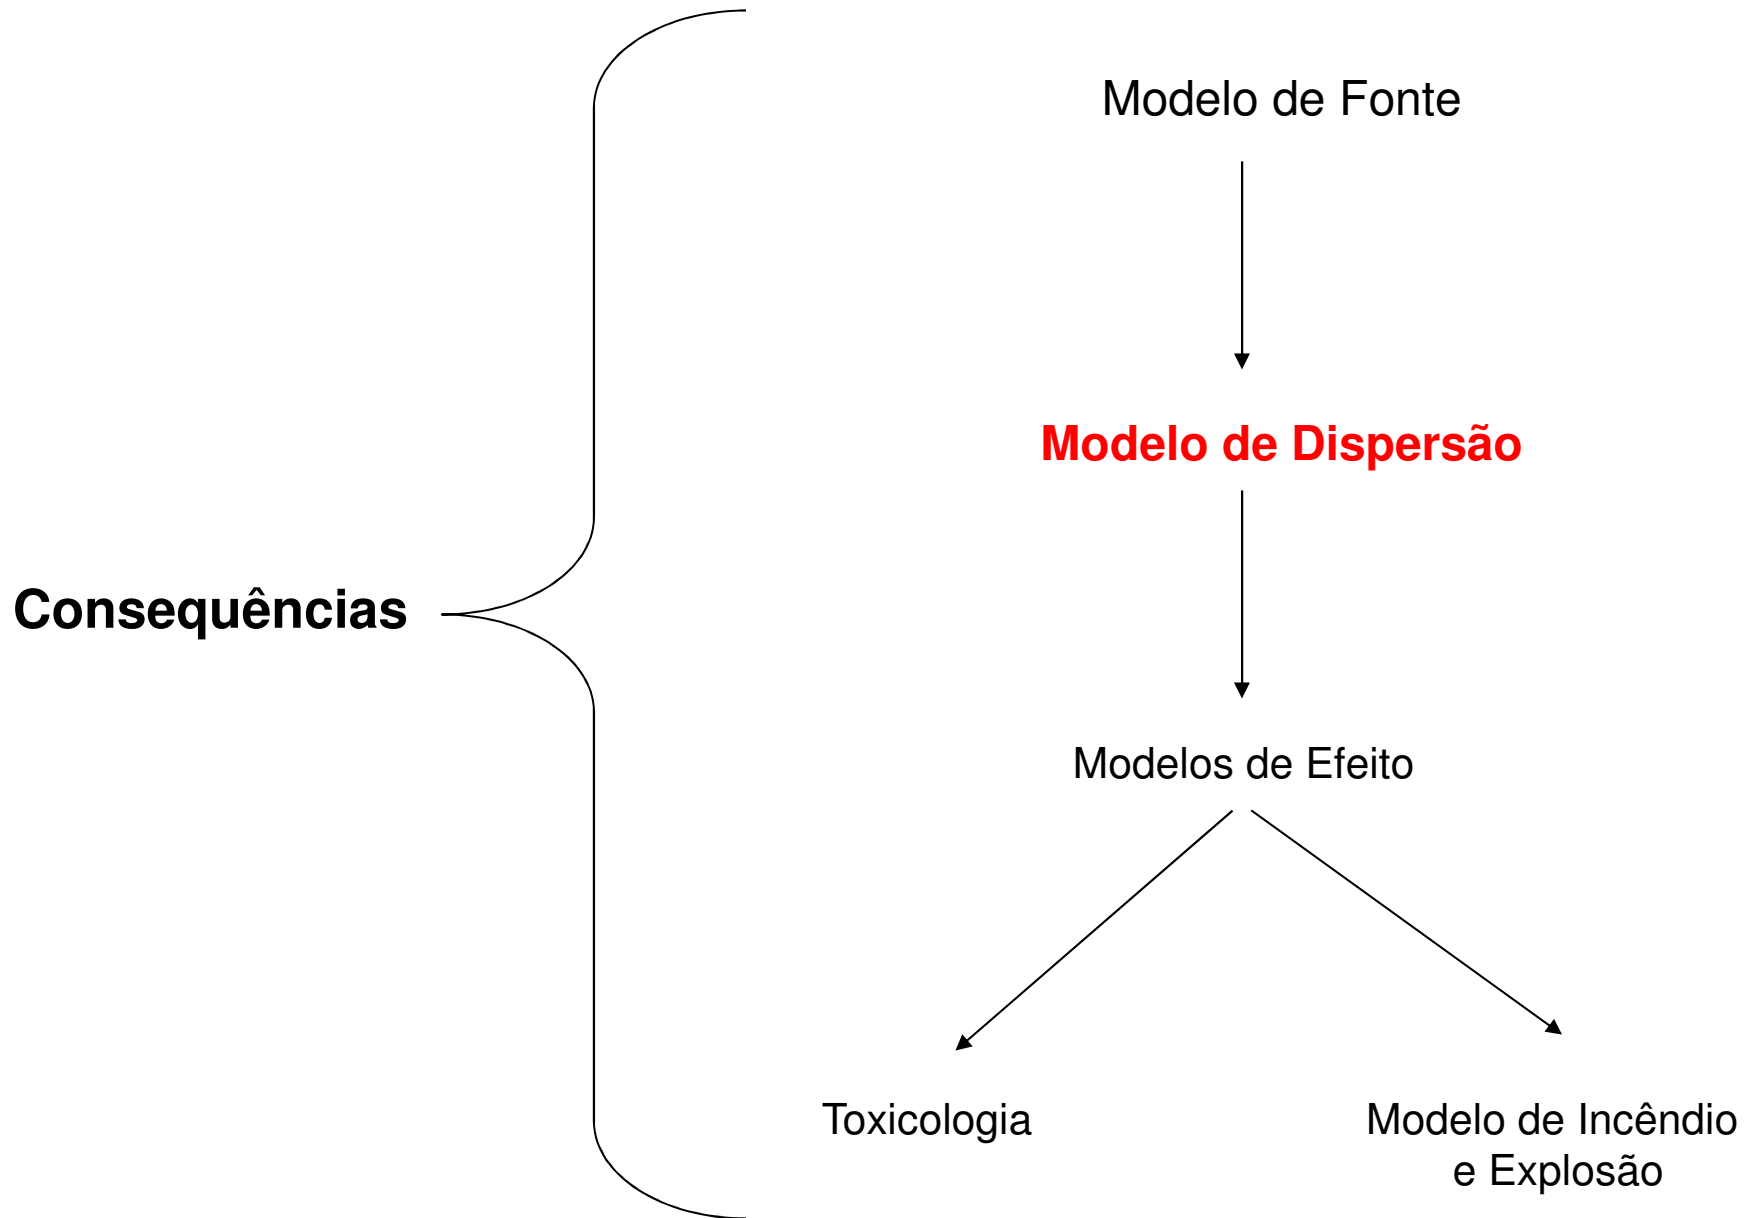 Modelo de Fonte
Modelo de Dispersão
Consequências
Modelos de Efeito
Toxicologia
Modelo de Incêndio
e Explosão